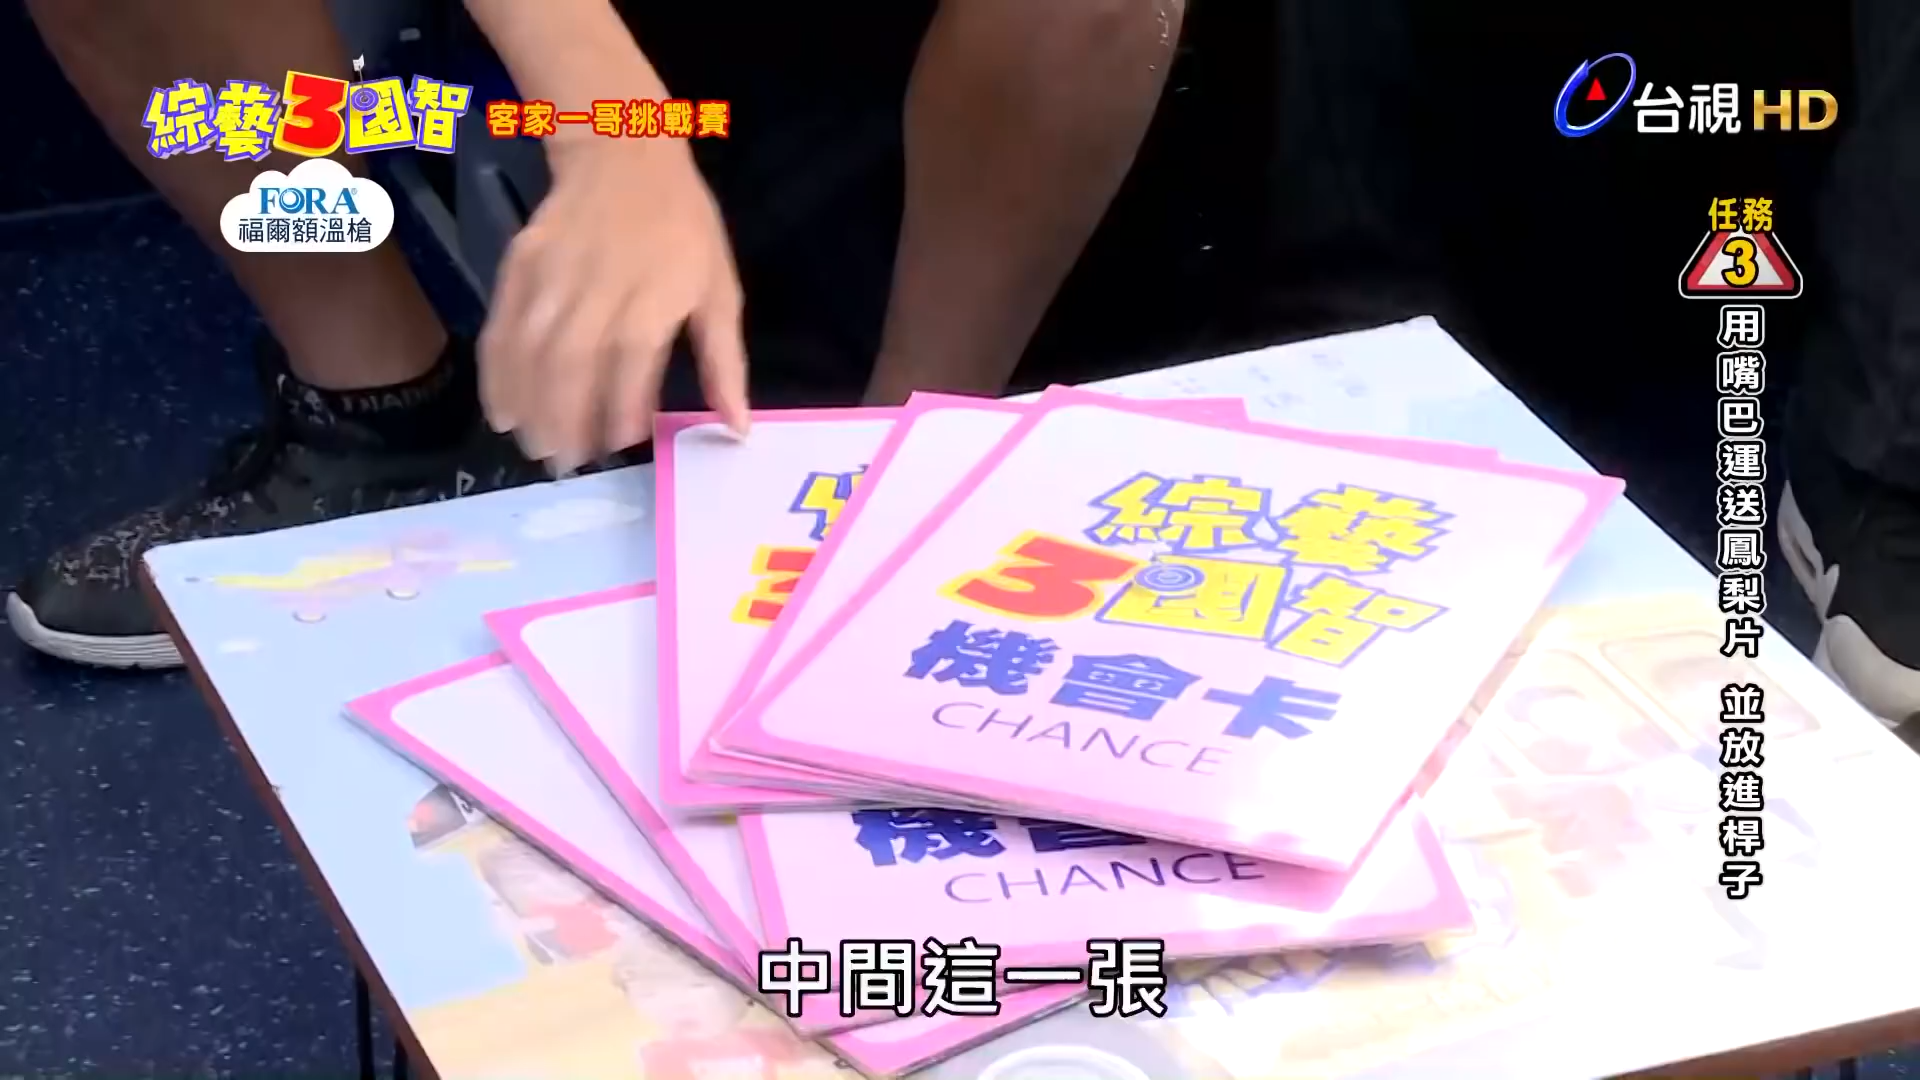 綜藝3國智
客家一哥挑戰賽
FORA
福爾額溫槍
台視HD
任務
3
用嘴巴運送鳳梨片 並放進桿子
綜藝
3國智
機會卡
CHANCE
3
機會
CHANCE
中間這一張